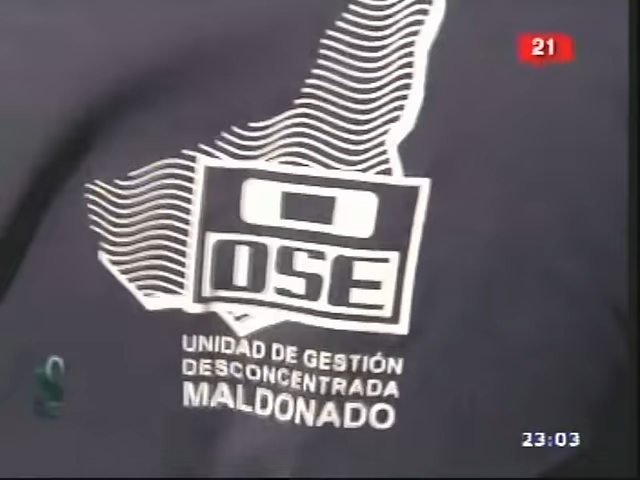 21
OSE
UNIDAD DE GESTIÓN
DESCONCENTRADA
MALDONADO
23:03